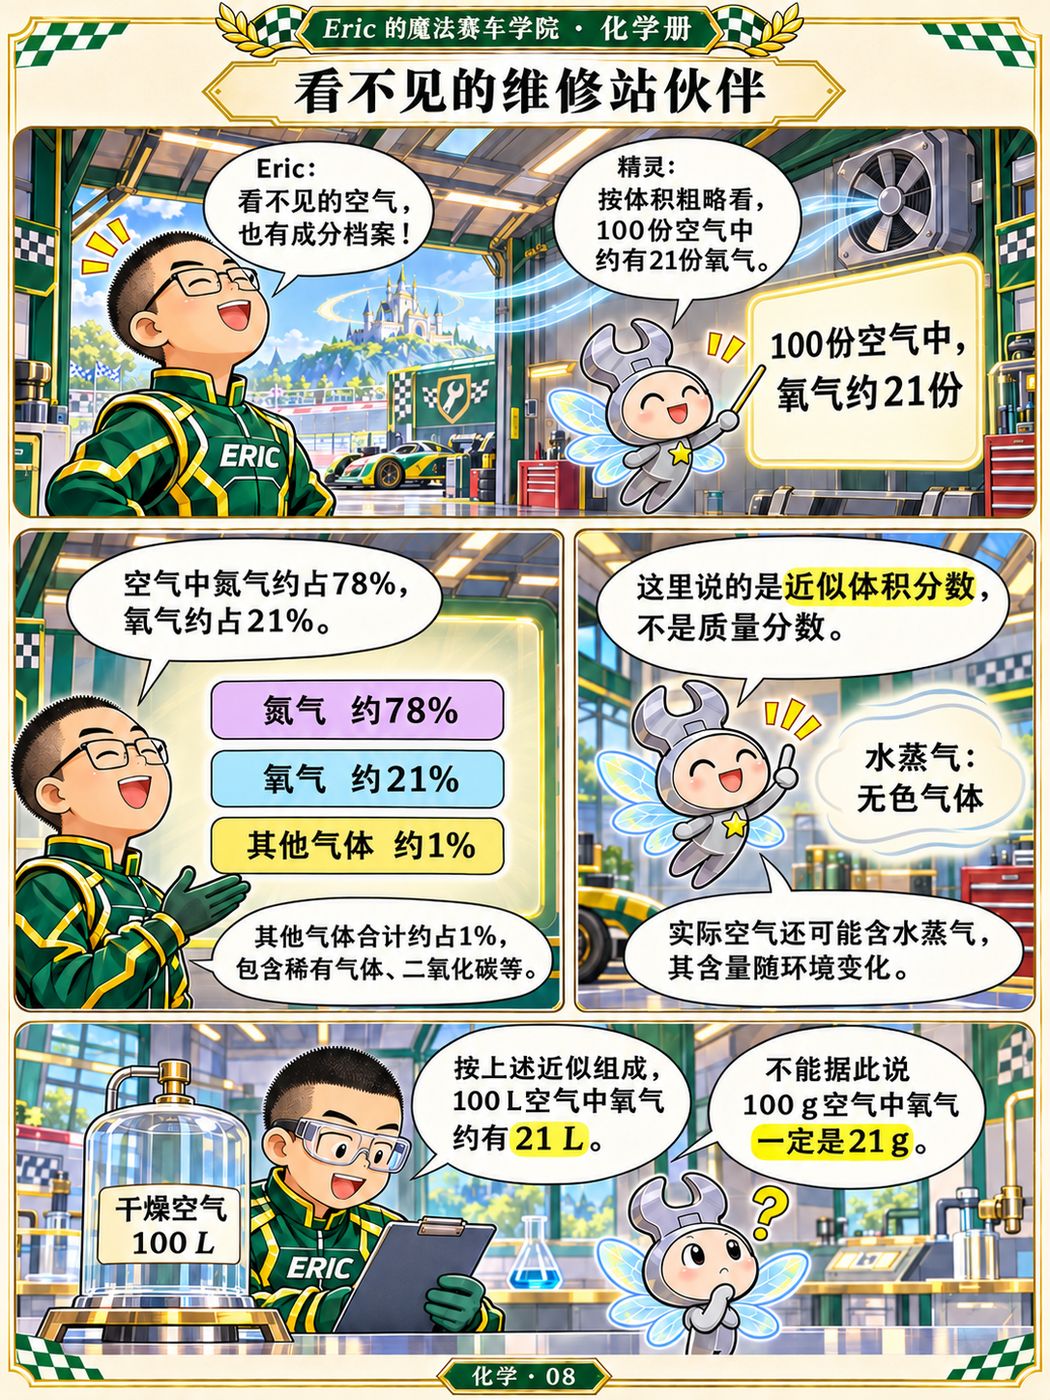 Eric 的魔法赛车学院 · 化学册
看不见的维修站伙伴
Eric：
看不见的空气，
也有成分档案！
精灵：
按体积粗略看，
100份空气中
约有21份氧气。
100份空气中，
氧气约21份
ERIC
空气中氮气约占78%，
氧气约占21%。
氮气 约78%
氧气 约21%
其他气体 约1%
其他气体合计约占1%，
包含稀有气体、二氧化碳等。
这里说的是近似体积分数，
不是质量分数。
水蒸气：
无色气体
实际空气还可能含水蒸气，
其含量随环境变化。
按上述近似组成，
100 L空气中氧气
约有 21 L。
不能据此说
100 g空气中氧气
一定是21 g。
干燥空气
100 L
ERIC
化学 · 08